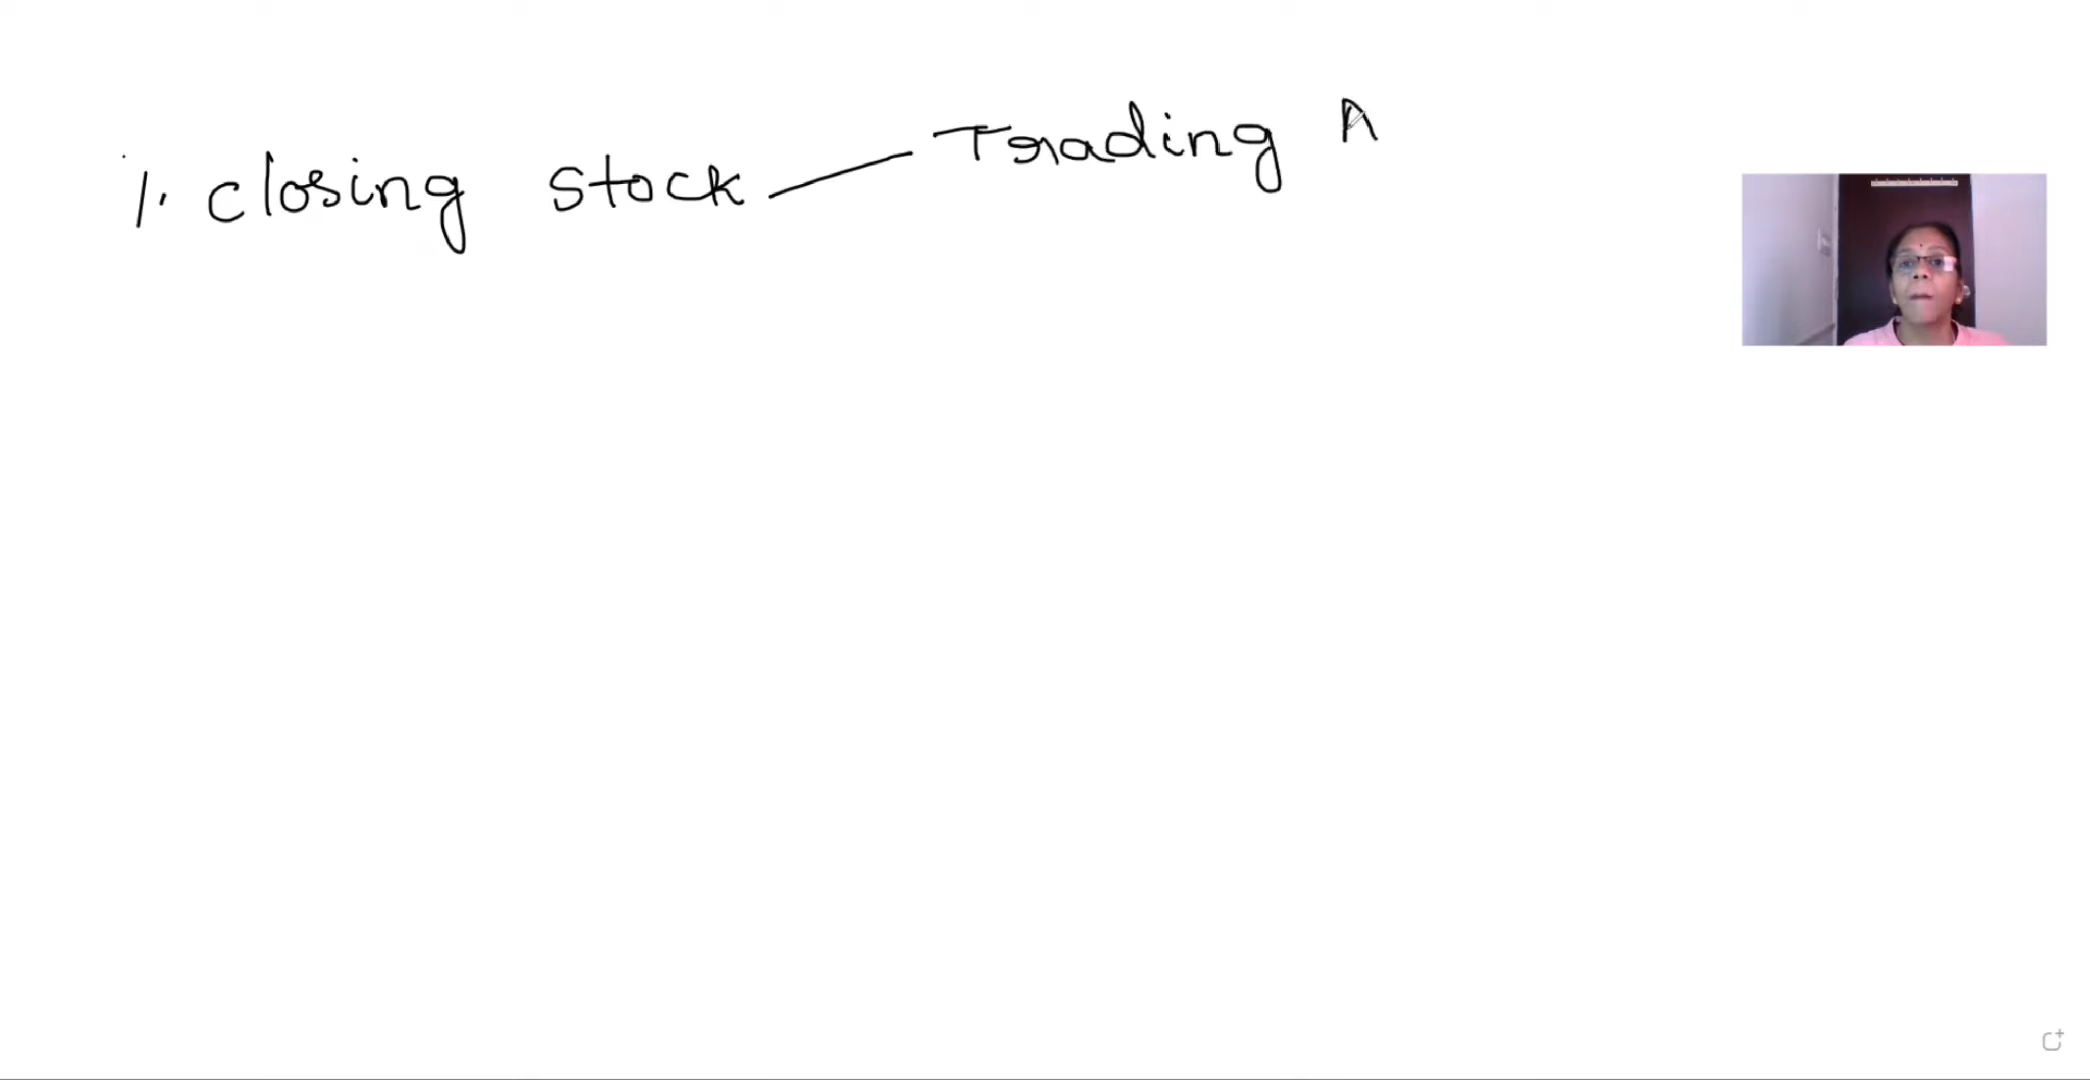 1. closing stock — Trading A